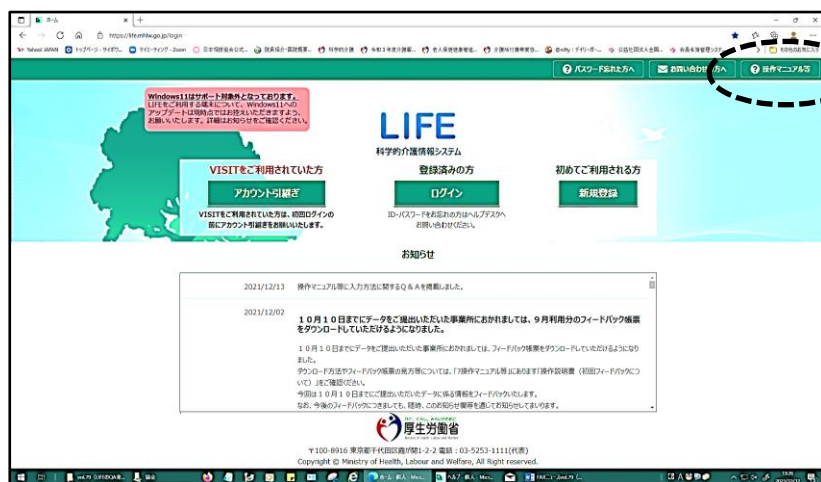 ホーム
https://life.mhlw.go.jp/login
Yahoo! JAPAN
パスワード忘れた方へ
お問い合わせ
方へ
操作マニュアル等
Windows11はサポート対象外となっております。
LIFEをご利用する端末について、Windows11への
アップデートは現時点ではお控えいただきますよう、
お願いいたします。詳細はお知らせをご確認ください。
LIFE
科学的介護情報システム
VISITをご利用されていた方
登録済みの方
初めてご利用される方
アカウント引継ぎ
ログイン
新規登録
VISITをご利用されていた方は、初回ログインの
前にアカウント引継ぎをお願いいたします。
ID・パスワードをお忘れの方はヘルプデスクへ
お問い合わせください。
お知らせ
2021/12/13 操作マニュアル等に入力方法に関するＱ＆Ａを掲載しました。
2021/12/02 １０月１０日までにデータをご提出いただいた事業所におかれましては、９月利用分のフィードバック帳票
をダウンロードしていただけるようになりました。
１０月１０日までにデータをご提出いただいた事業所におかれましては、フィードバック帳票をダウンロードしていただけるようになり
ました。
ダウンロード方法やフィードバック帳票の見方等については、「?操作マニュアル等」にあります「操作説明書（初回フィードバックにつ
いて）」をご確認ください。
今回は１０月１０日までにご提出いただいたデータに係る情報をフィードバックいたします。
なお、今後のフィードバックにつきましても、随時、このお知らせ欄等を通じてお知らせしてまいります。
厚生労働省
〒100-8916 東京都千代田区霞が関1-2-2 電話：03-5253-1111(代表)
Copyright © Ministry of Health, Labour and Welfare, All Right reserved.